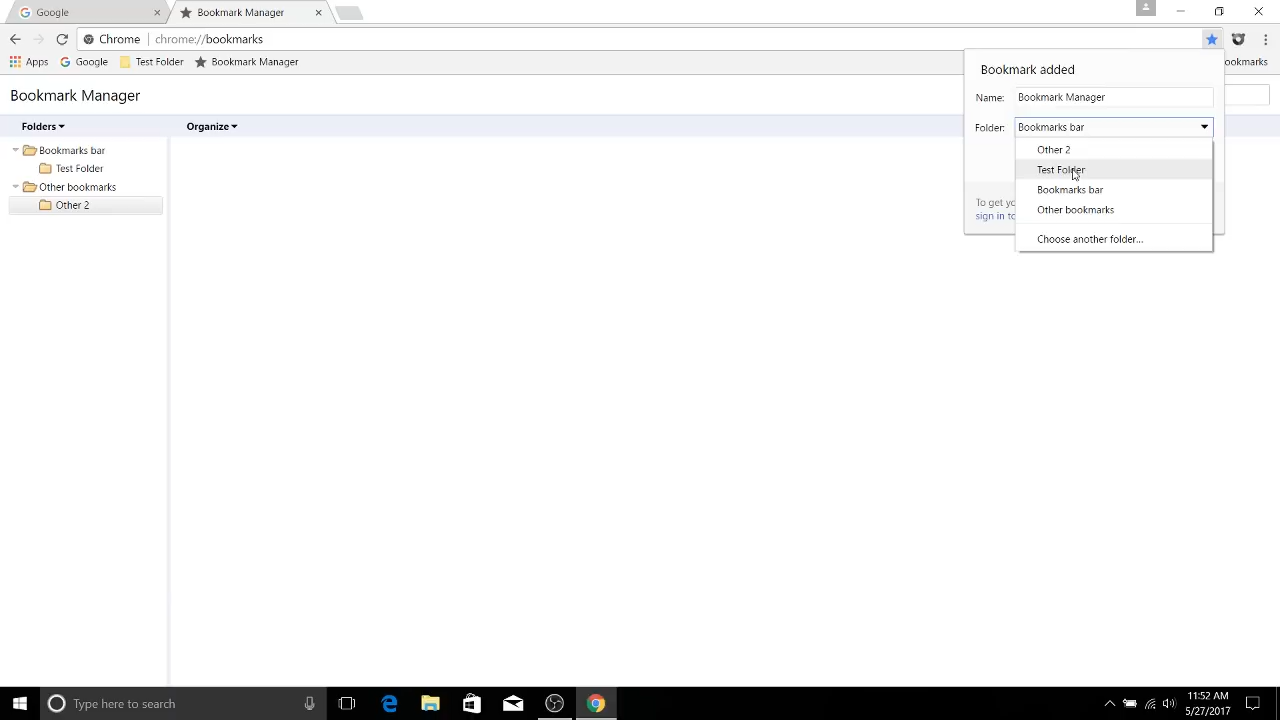 Google
Bookmark Manager
Chrome
chrome://bookmarks
Apps
Google
Test Folder
Bookmark Manager
ookmarks
Bookmark Manager
Folders
Organize
Bookmarks bar
Test Folder
Other bookmarks
Other 2
Bookmark added
Name:
Bookmark Manager
Folder:
Bookmarks bar
Other 2
Test Folder
Bookmarks bar
Other bookmarks
Choose another folder...
To get yo
sign in to
Type here to search
11:52 AM
5/27/2017